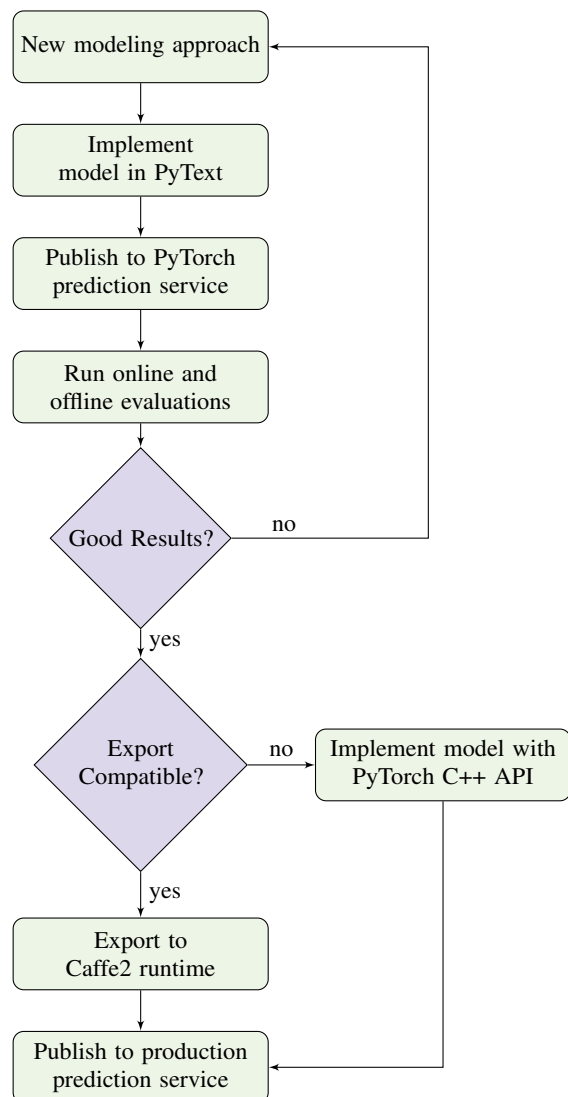 New modeling approach
Implement
model in PyText
Publish to PyTorch
prediction service
Run online and
offline evaluations
Good Results?
no
yes
Export
Compatible?
no
Implement model with
PyTorch C++ API
yes
Export to
Caffe2 runtime
Publish to production
prediction service